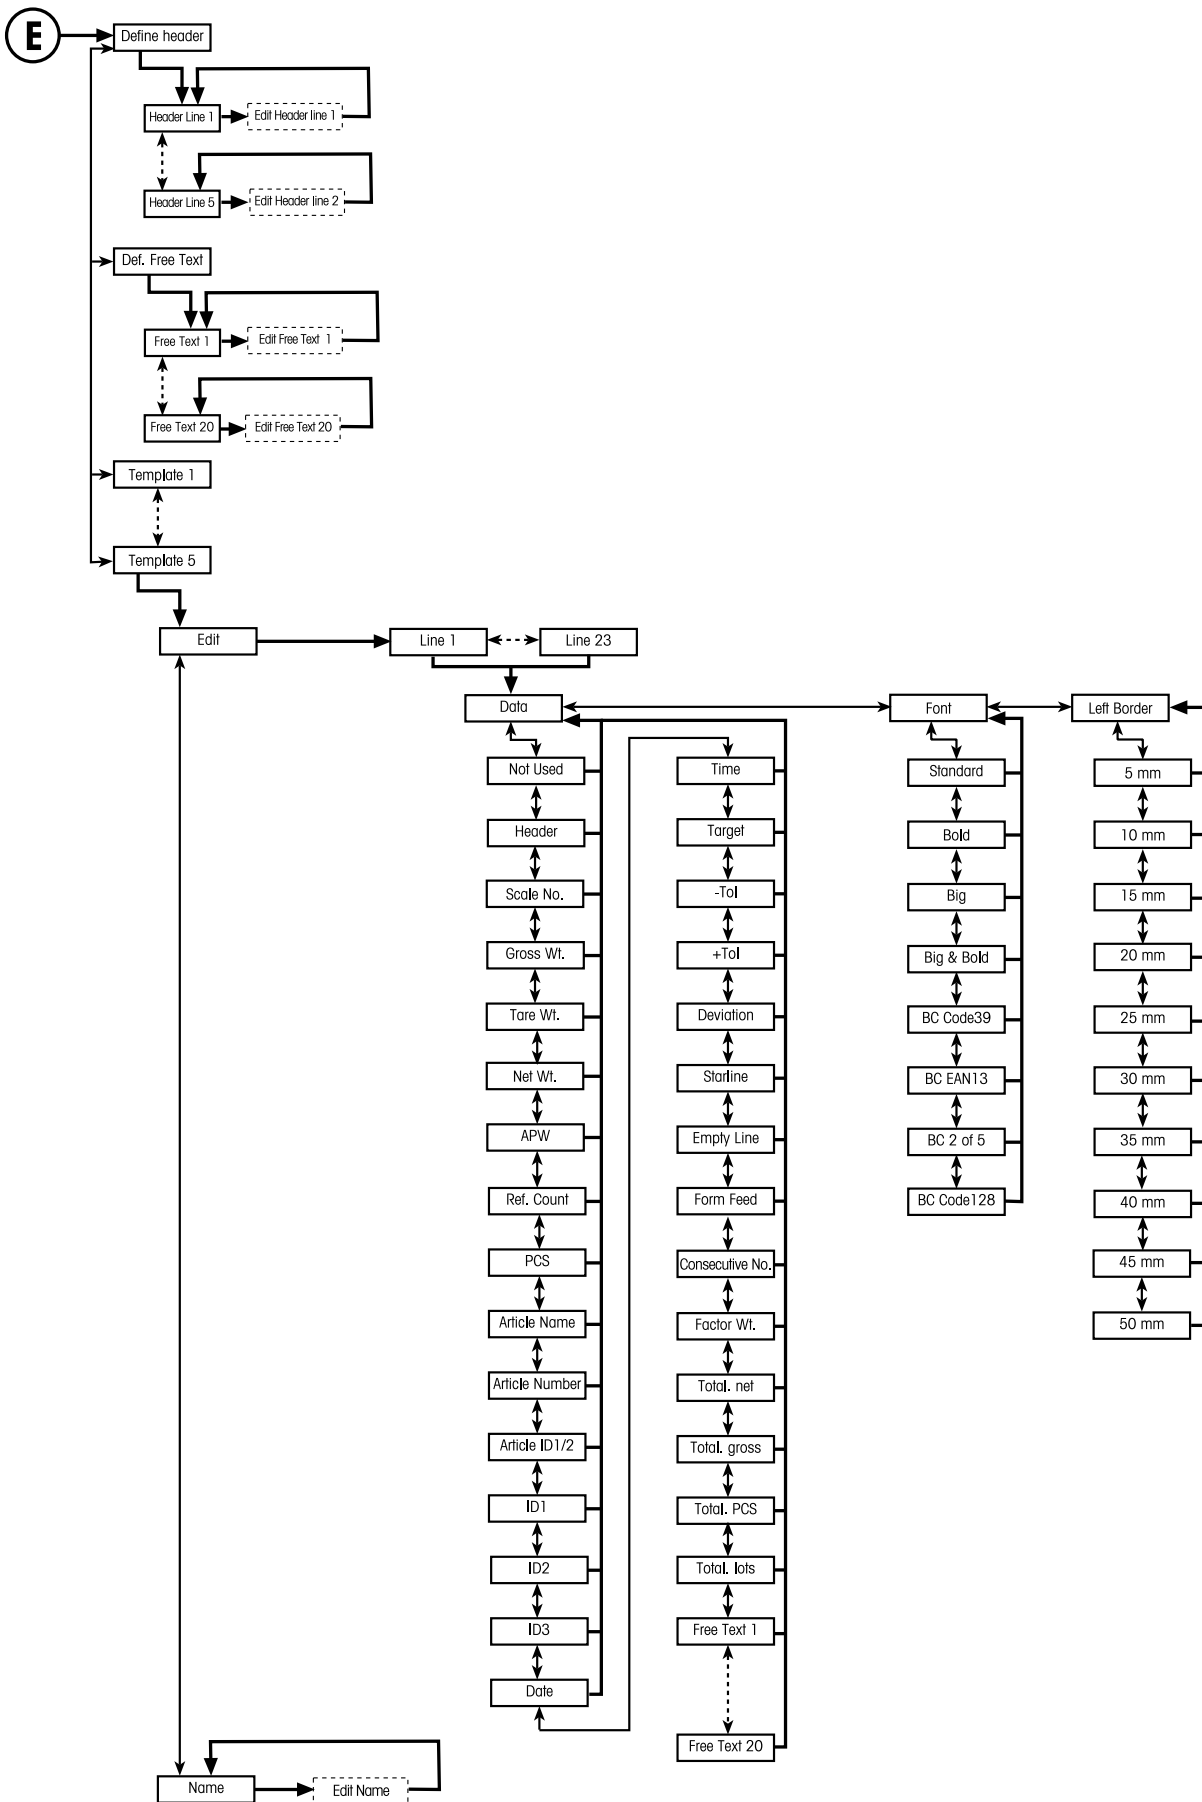 E
Define header
Header Line 1
Edit Header line 1
Header Line 5
Edit Header line 2
Def. Free Text
Free Text 1
Edit Free Text 1
Free Text 20
Edit Free Text 20
Template 1
Template 5
Edit
Line 1
Line 23
Data
Not Used
Header
Scale No.
Gross Wt.
Tare Wt.
Net Wt.
APW
Ref. Count
PCS
Article Name
Article Number
Article ID1/2
ID1
ID2
ID3
Date
Time
Target
-Tol
+Tol
Deviation
Starline
Empty Line
Form Feed
Consecutive No.
Factor Wt.
Total. net
Total. gross
Total. PCS
Total. lots
Free Text 1
Free Text 20
Font
Standard
Bold
Big
Big & Bold
BC Code39
BC EAN13
BC 2 of 5
BC Code128
Left Border
5 mm
10 mm
15 mm
20 mm
25 mm
30 mm
35 mm
40 mm
45 mm
50 mm
Name
Edit Name